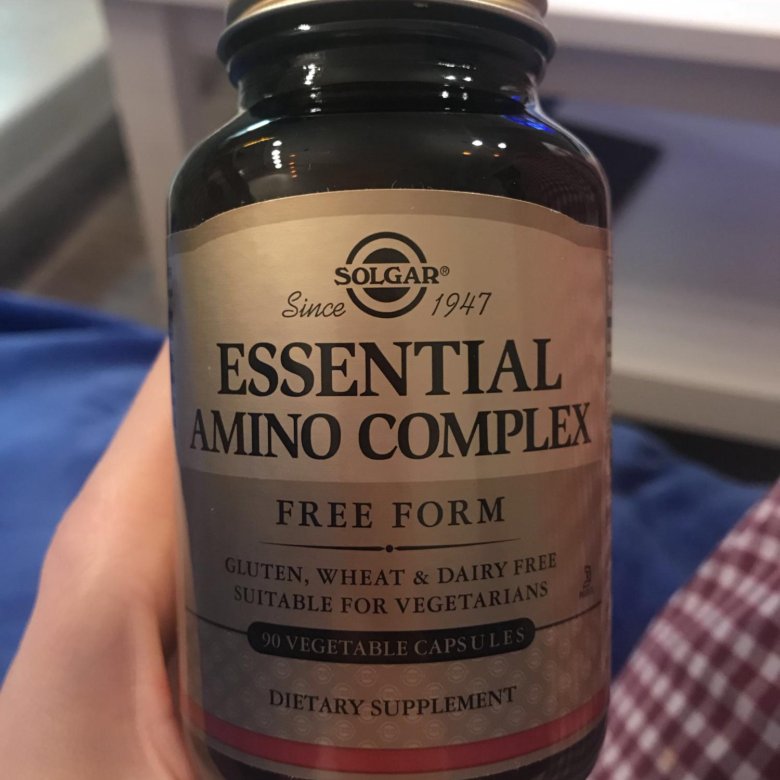 SOLGAR®
Since 1947
ESSENTIAL
AMINO COMPLEX
FREE FORM
GLUTEN, WHEAT & DAIRY FREE
SUITABLE FOR VEGETARIANS
90 VEGETABLE CAPSULES
DIETARY SUPPLEMENT